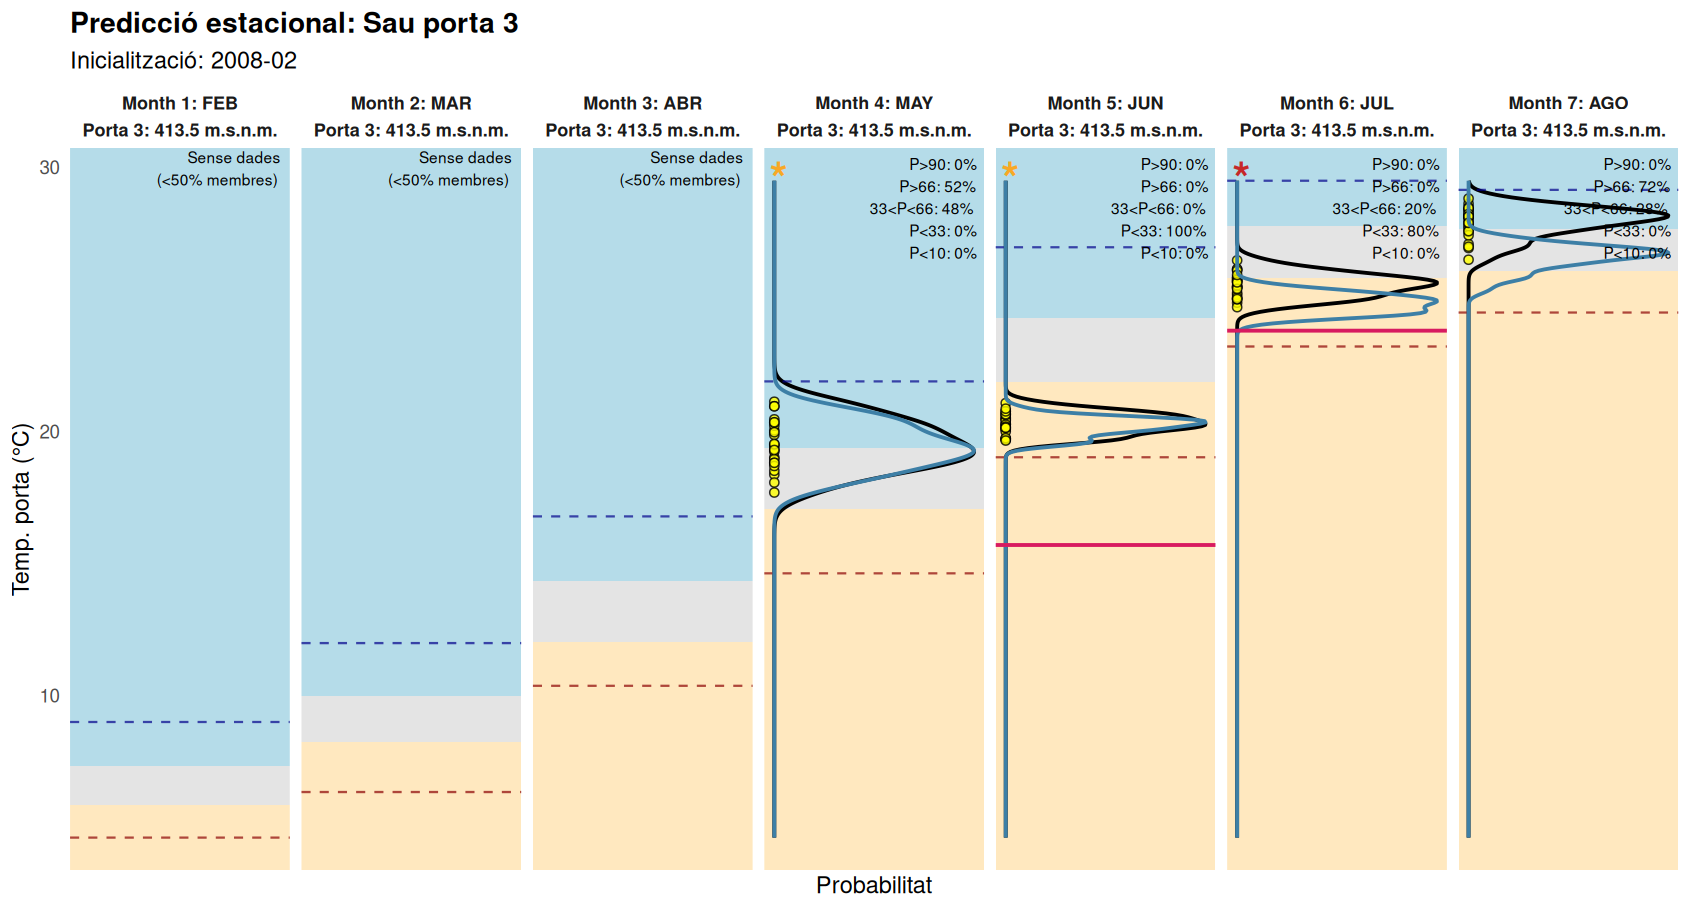 Predicció estacional: Sau porta 3
Inicialització: 2008-02
Month 1: FEB
Porta 3: 413.5 m.s.n.m.
Month 2: MAR
Porta 3: 413.5 m.s.n.m.
Month 3: ABR
Porta 3: 413.5 m.s.n.m.
Month 4: MAY
Porta 3: 413.5 m.s.n.m.
Month 5: JUN
Porta 3: 413.5 m.s.n.m.
Month 6: JUL
Porta 3: 413.5 m.s.n.m.
Month 7: AGO
Porta 3: 413.5 m.s.n.m.
Sense dades
(<50% membres)
Sense dades
(<50% membres)
Sense dades
(<50% membres)
*
P>90: 0%
P>66: 52%
33<P<66: 48%
P<33: 0%
P<10: 0%
*
P>90: 0%
P>66: 0%
33<P<66: 0%
P<33: 100%
P<10: 0%
*
P>90: 0%
P>66: 0%
33<P<66: 20%
P<33: 80%
P<10: 0%
P>90: 0%
P>66: 72%
33<P<66: 28%
P<33: 0%
P<10: 0%
30
20
10
Temp. porta (°C)
Probabilitat